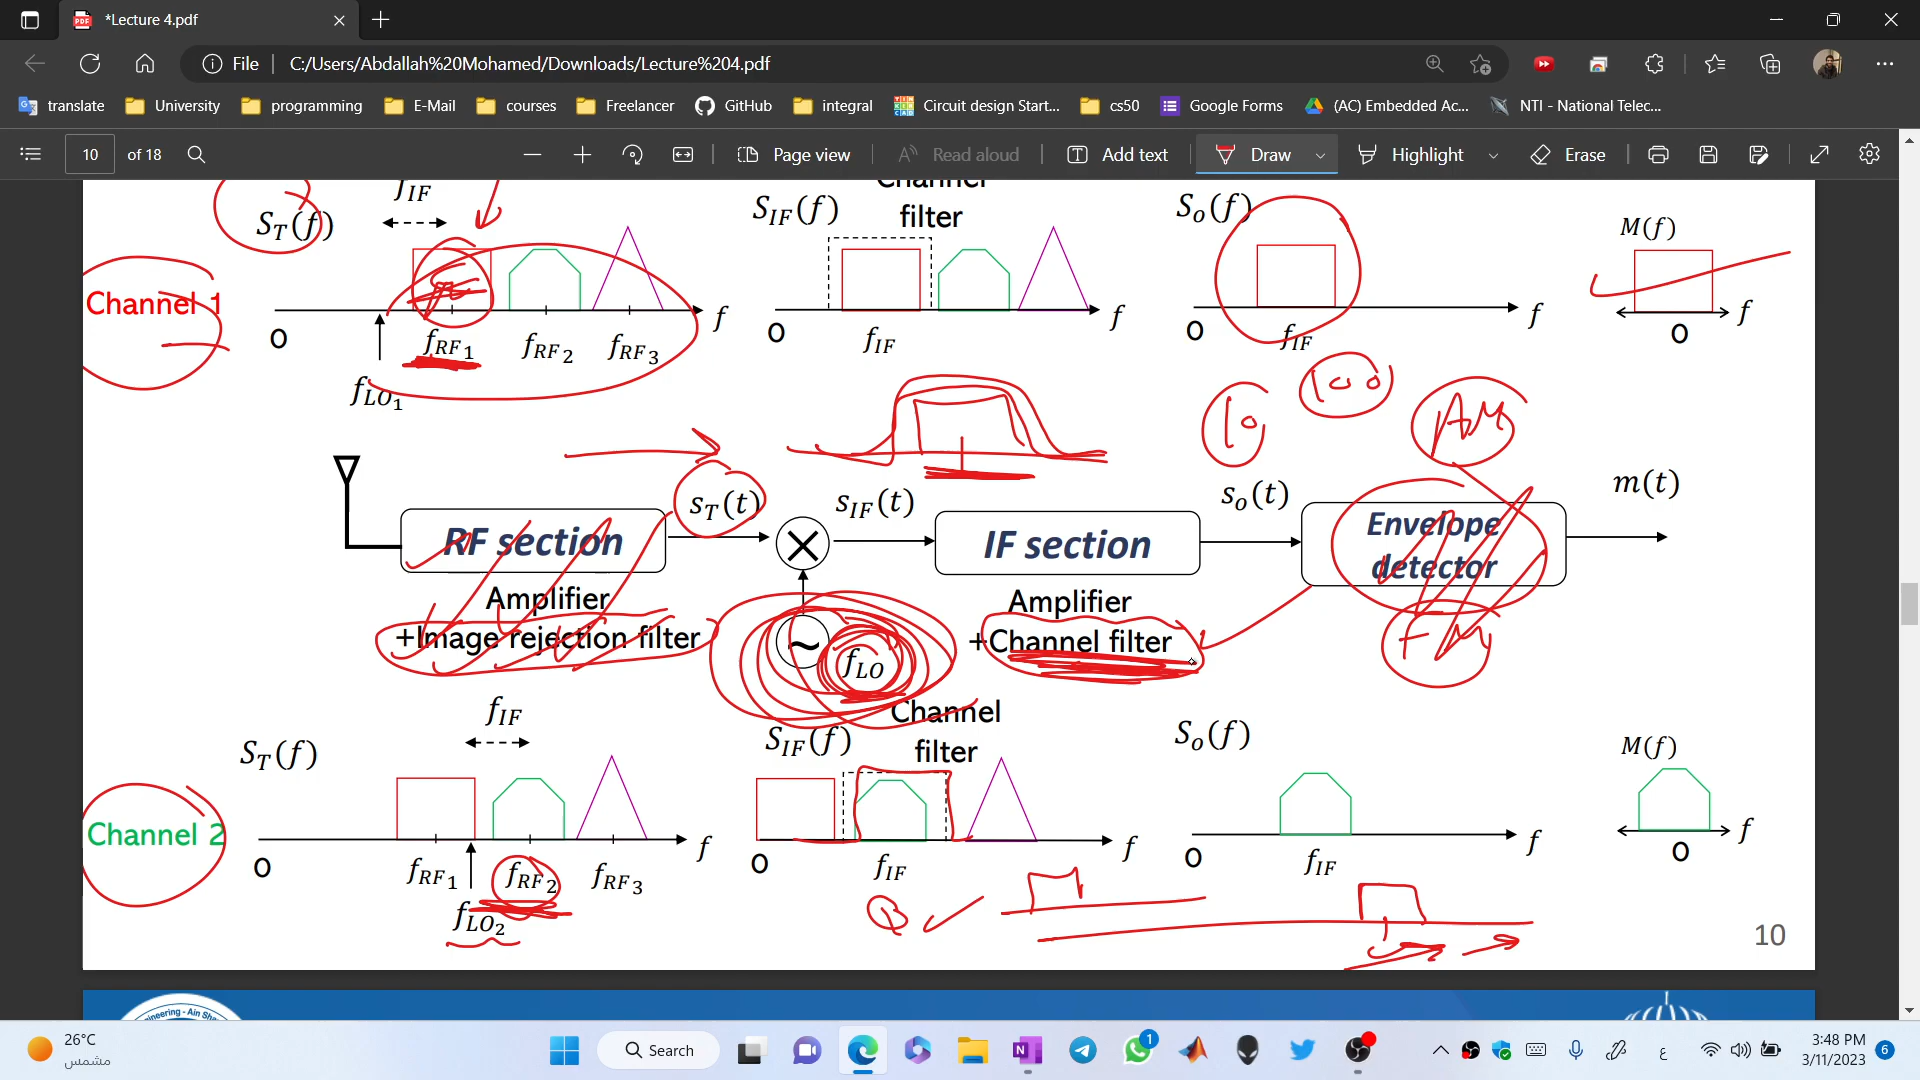 *Lecture 4.pdf
File C:/Users/Abdallah%20Mohamed/Downloads/Lecture%204.pdf
translate University programming E-Mail courses Freelancer GitHub integral Circuit design Start... cs50 Google Forms (AC) Embedded Ac... NTI - National Telec...
10 of 18 Page view Read aloud Add text Draw Highlight Erase
f_IF Channel
S_T(f) S_IF(f) filter S_o(f) M(f)
Channel 1
0 f_RF1 f_RF2 f_RF3 f 0 f_IF f 0 f_IF f 0 f
f_LO1
10 100 AM
s_T(t) s_IF(t) s_o(t) m(t)
RF section × IF section Envelope
detector
Amplifier Amplifier
+Image rejection filter ~ f_LO +Channel filter FM
f_IF Channel
S_T(f) S_IF(f) filter S_o(f) M(f)
Channel 2
0 f_RF1 f_RF2 f_RF3 f 0 f_IF f 0 f_IF f 0 f
f_LO2
10
26°C
مشمس
Search
1
ع
3:48 PM
3/11/2023
6